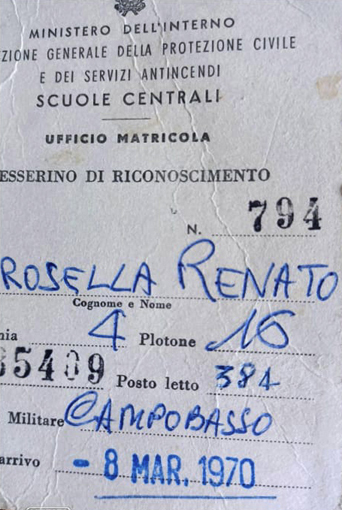 MINISTERO DELL'INTERNO
ZIONE GENERALE DELLA PROTEZIONE CIVILE
E DEI SERVIZI ANTINCENDI
SCUOLE CENTRALI
UFFICIO MATRICOLA
ESSERINO DI RICONOSCIMENTO
N. 794
ROSELLA RENATO
Cognome e Nome
nia 4 Plotone 16
35409 Posto letto 384
Militare CAMPOBASSO
arrivo - 8 MAR. 1970